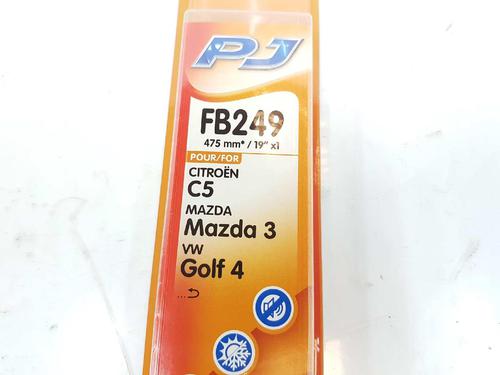 PJ
FB249
475 mm* / 19" x1
POUR/FOR
CITROËN
C5
MAZDA
Mazda 3
VW
Golf 4
...